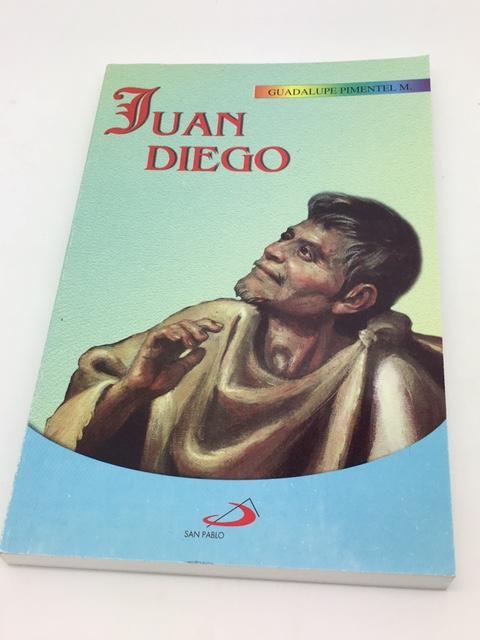 GUADALUPE PIMENTEL M.
JUAN
DIEGO
SAN PABLO